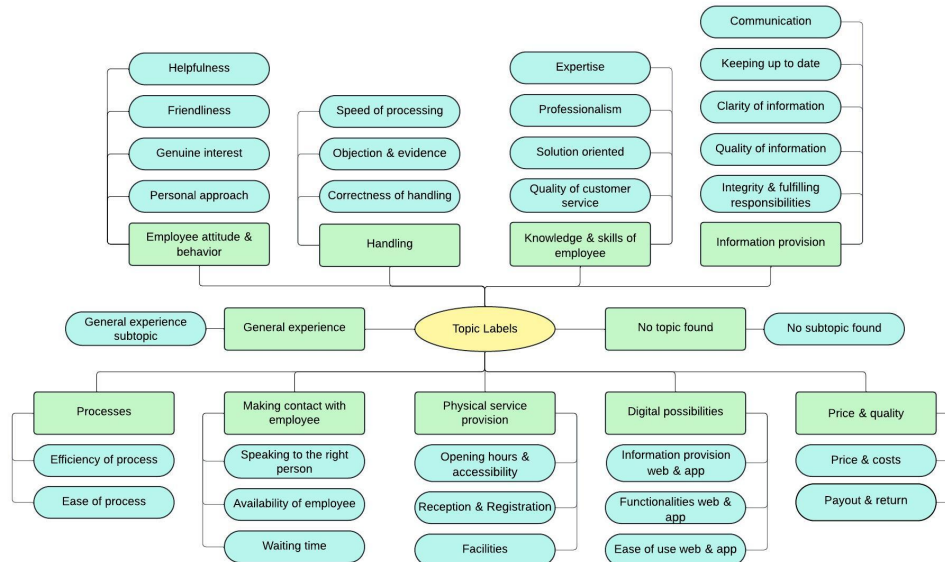 Communication
Helpfulness
Expertise
Keeping up to date
Friendliness
Speed of processing
Professionalism
Clarity of information
Genuine interest
Objection & evidence
Solution oriented
Quality of information
Personal approach
Correctness of handling
Quality of customer
service
Integrity & fulfilling
responsibilities
Employee attitude &
behavior
Handling
Knowledge & skills of
employee
Information provision
General experience
subtopic
General experience
Topic Labels
No topic found
No subtopic found
Processes
Making contact with
employee
Physical service
provision
Digital possibilities
Price & quality
Efficiency of process
Speaking to the right
person
Opening hours &
accessibility
Information provision
web & app
Price & costs
Ease of process
Availability of employee
Reception & Registration
Functionalities web &
app
Payout & return
Waiting time
Facilities
Ease of use web & app